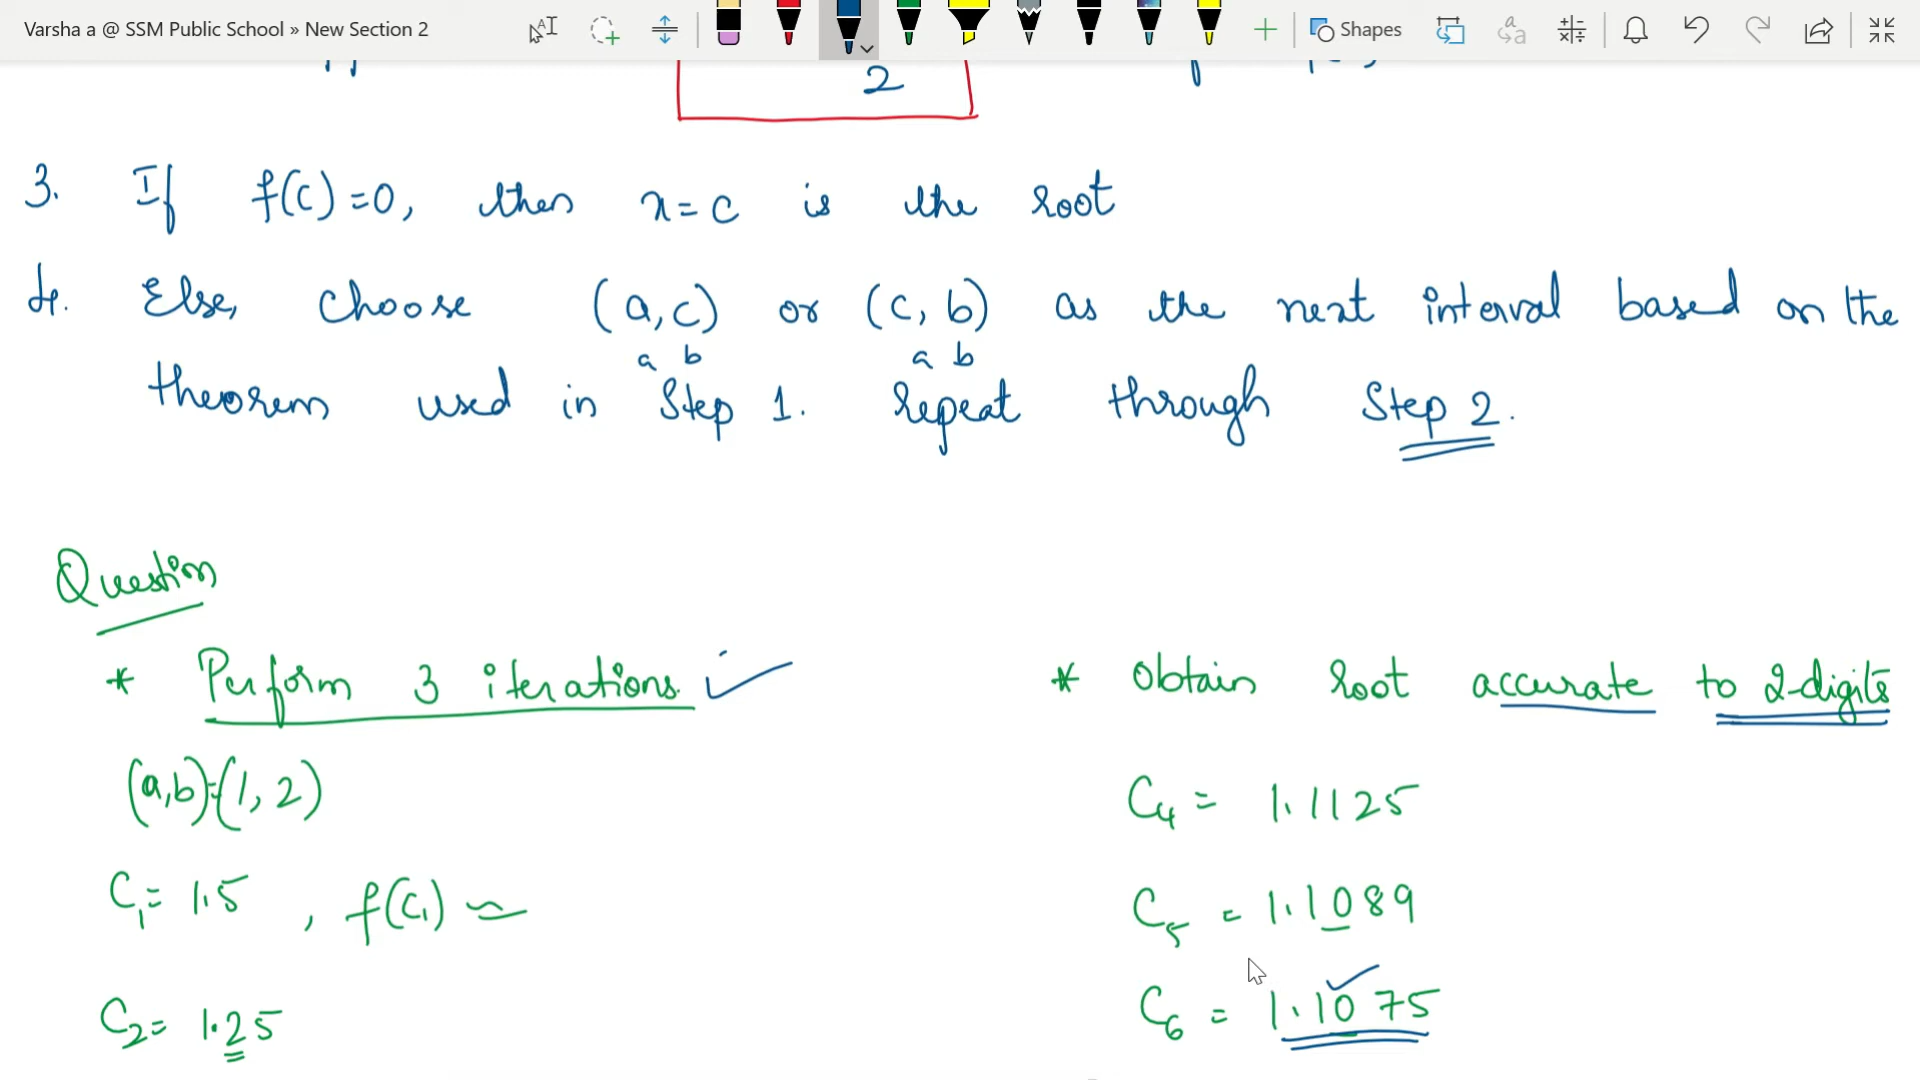 Varsha a @ SSM Public School » New Section 2
Shapes
2
3. If f(c)=0, then x=c is the root
4. Else, choose (a,c) or (c,b) as the next interval based on the
a b a b
theorem used in Step 1. Repeat through Step 2.
Question
* Perform 3 iterations. ✓
(a,b)=(1,2)
C₁= 1.5 , f(C₁) ≃
C₂= 1.25
* Obtain root accurate to 2-digits
C₄ = 1.1125
C₅ = 1.1089
C₆ = 1.1075